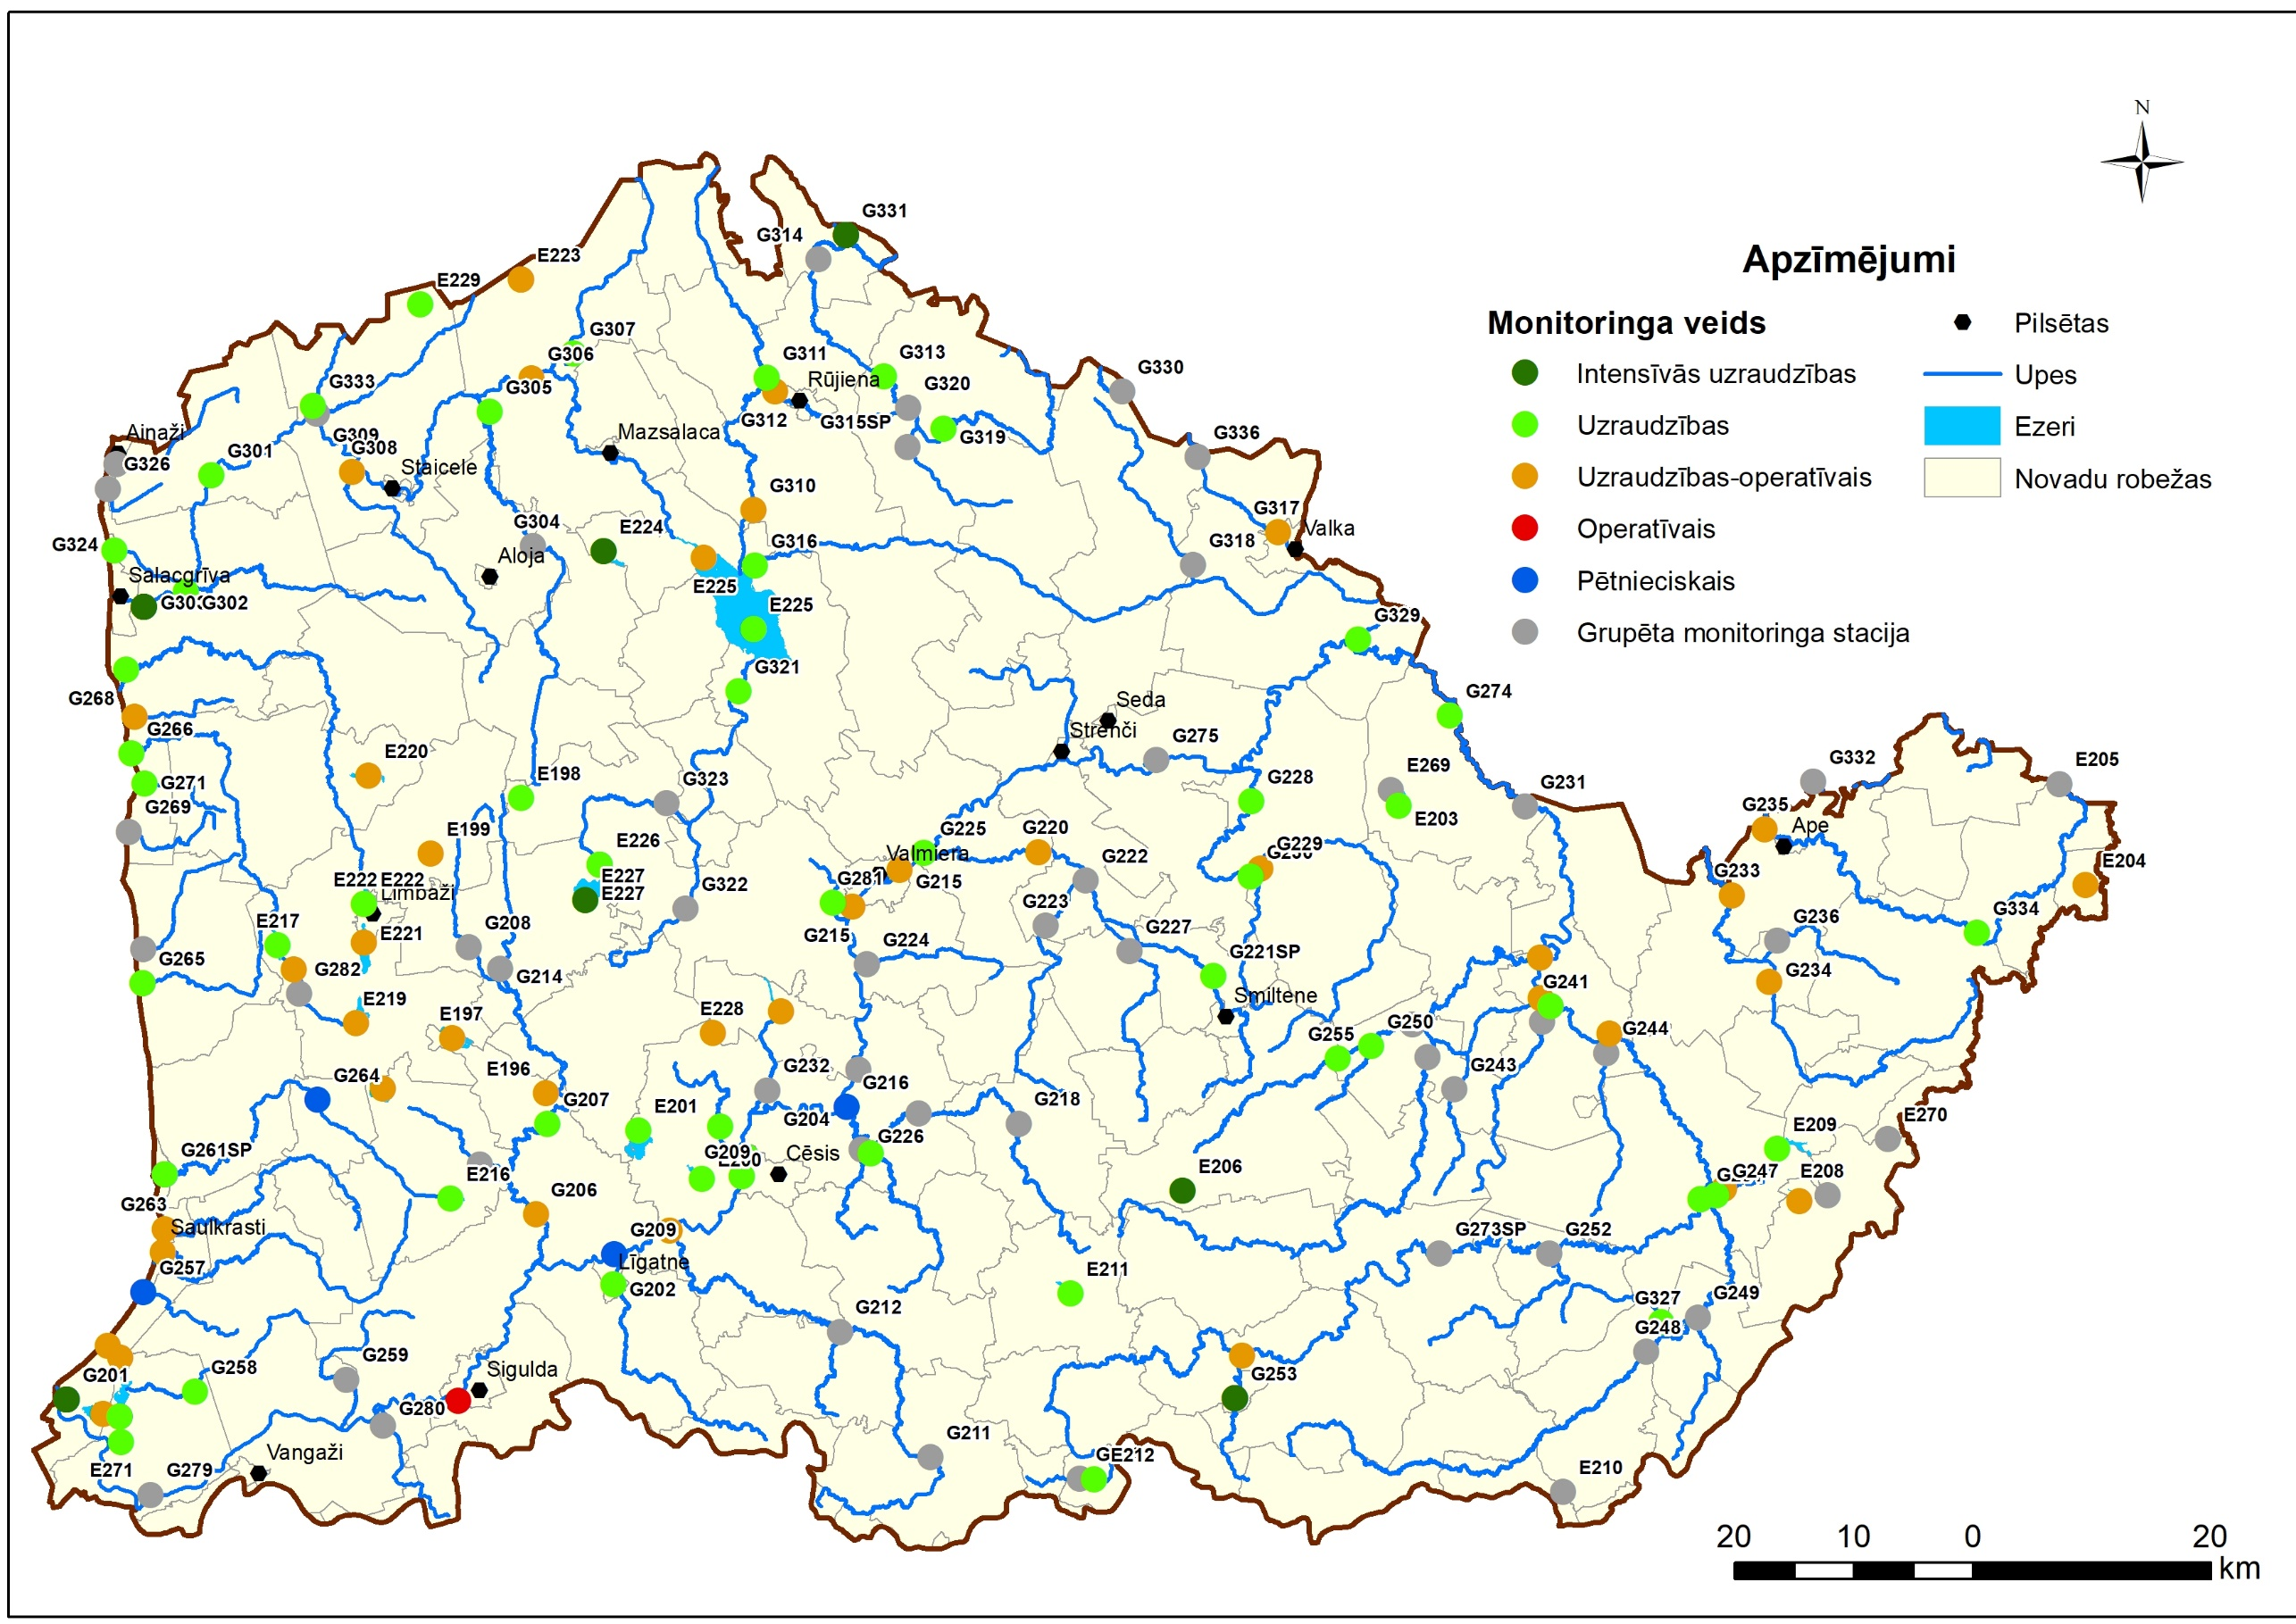 N
Apzīmējumi
Monitoringa veids
Intensīvās uzraudzības
Uzraudzības
Uzraudzības-operatīvais
Operatīvais
Pētnieciskais
Grupēta monitoringa stacija
Pilsētas
Upes
Ezeri
Novadu robežas
G331
G314
E223
E229
G307
G306
G311
G313
Rūjiena
G305
G320
G330
G333
G312
G315SP
G319
Ainaži
G309
G308
Mazsalaca
G336
G326
G301
Staicele
G310
G317
Valka
G304
E224
G324
Aloja
G316
G318
Salacgrīva
E225
E225
G302
G329
G321
G268
Seda
G274
G266
Strenči
G275
E220
G332
E205
G271
E198
G323
G228
E269
G231
G269
E203
G235
E199
G225
G220
Ape
E226
Valmiera
G229
E204
E222
E222
E227
G281
G215
G222
G233
Limbaži
E227
G322
E217
E221
G208
G215
G223
G236
G334
G265
G282
G214
G224
G227
G221SP
G234
E219
E197
E228
Smiltene
G241
G255
G250
G244
G264
E196
G232
G216
G243
G207
E201
G204
G218
E209
E270
G261SP
G209
Cēsis
G226
E216
E206
G247
E208
G263
Saulkrasti
G206
G209
G273SP
G252
G257
Līgatne
G202
E211
G212
G327
G249
G248
G201
G258
G259
Sigulda
G253
G280
G211
E271
G279
Vangaži
E212
E210
20
10
0
20
km